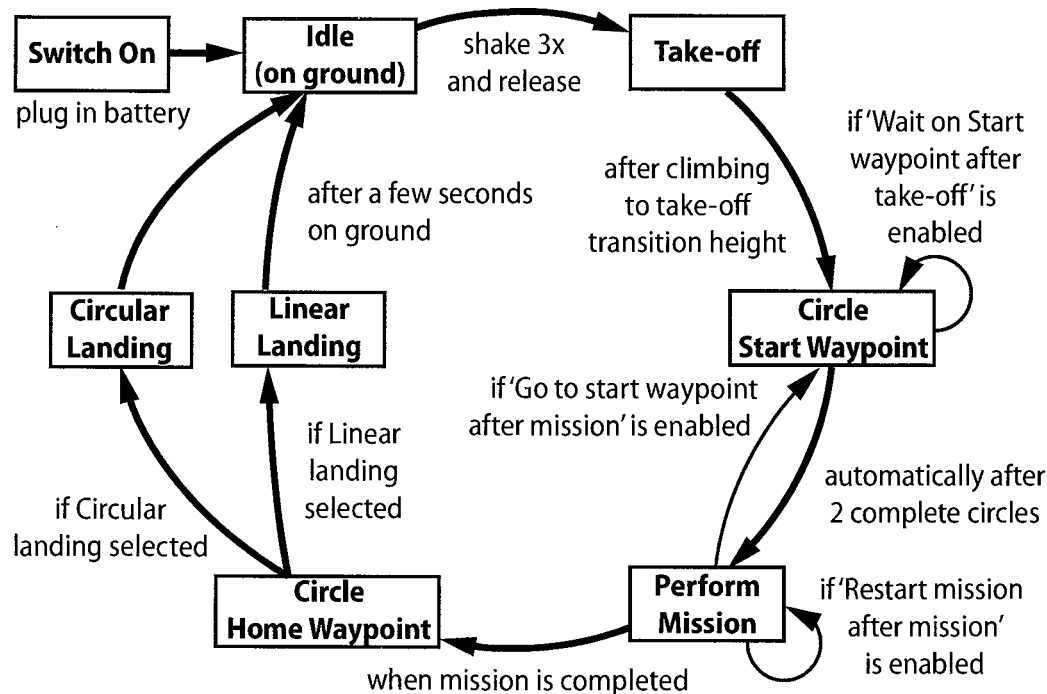 Switch On
plug in battery
Idle
(on ground)
shake 3x
and release
Take-off
after climbing
to take-off
transition height
if ‘Wait on Start
waypoint after
take-off’ is
enabled
after a few seconds
on ground
Circular
Landing
Linear
Landing
Circle
Start Waypoint
if ‘Go to start waypoint
after mission’ is enabled
automatically after
2 complete circles
if Linear
landing
selected
if Circular
landing selected
Circle
Home Waypoint
Perform
Mission
if ‘Restart mission
after mission’
is enabled
when mission is completed